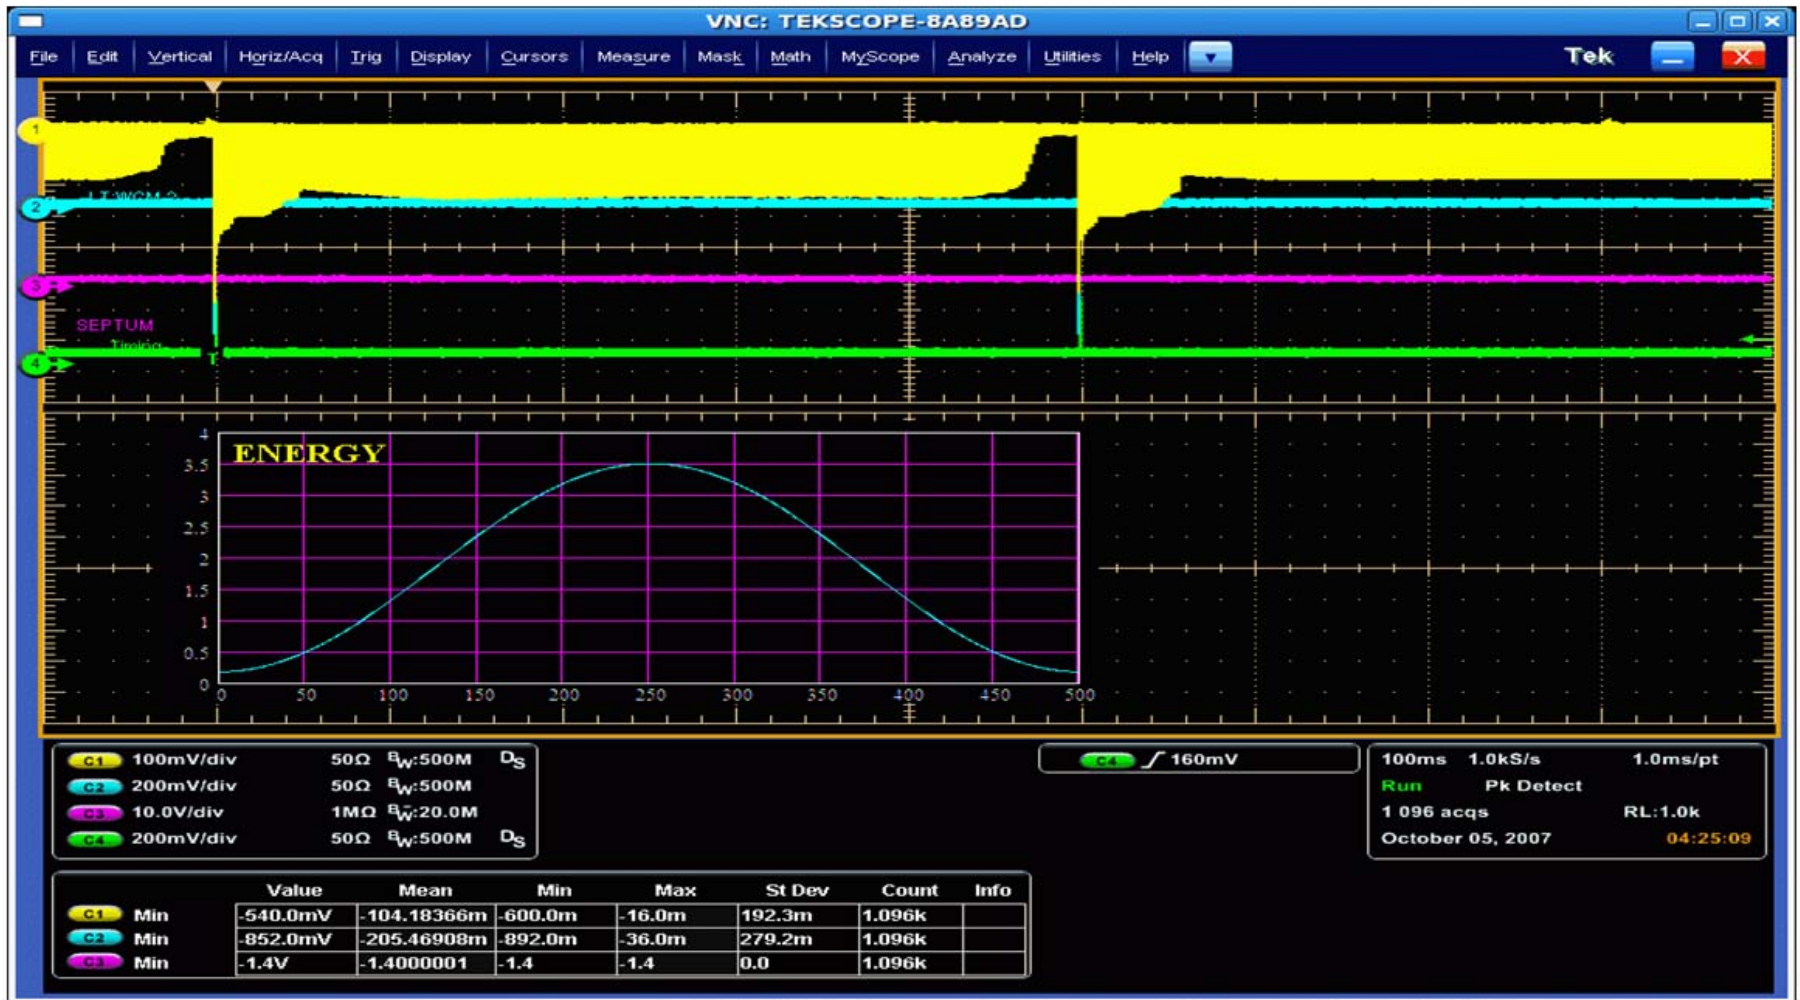 VNC: TEKSCOPE-8A89AD
File Edit Vertical Horiz/Acq Trig Display Cursors Measure Mask Math MyScope Analyze Utilities Help Tek
1
2
3
SEPTUM
Timing
T
4
ENERGY
4
3.5
3
2.5
2
1.5
1
0.5
0
0 50 100 150 200 250 300 350 400 450 500
C1 100mV/div 50Ω BW:500M DS
C2 200mV/div 50Ω BW:500M
C3 10.0V/div 1MΩ BW:20.0M
C4 200mV/div 50Ω BW:500M DS
C4 160mV
100ms 1.0kS/s 1.0ms/pt
Run Pk Detect
1 096 acqs RL:1.0k
October 05, 2007 04:25:09
Value Mean Min Max St Dev Count Info
C1 Min -540.0mV -104.18366m -600.0m -16.0m 192.3m 1.096k
C2 Min -852.0mV -205.46908m -892.0m -36.0m 279.2m 1.096k
C3 Min -1.4V -1.4000001 -1.4 -1.4 0.0 1.096k